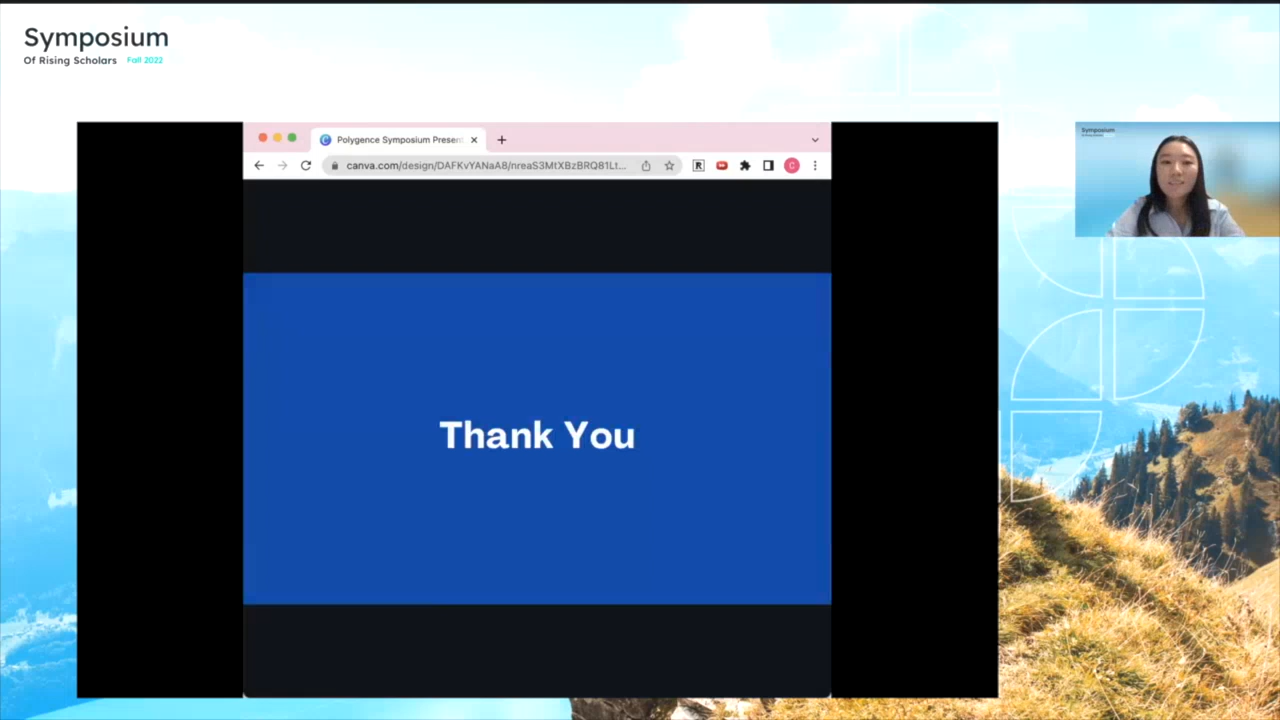 Symposium
Of Rising Scholars Fall 2022
Polygence Symposium Present
canva.com/design/DAFKvYANaA8/nreaS3MtXBzBRQ81Lt...
R
C
Thank You
Symposium